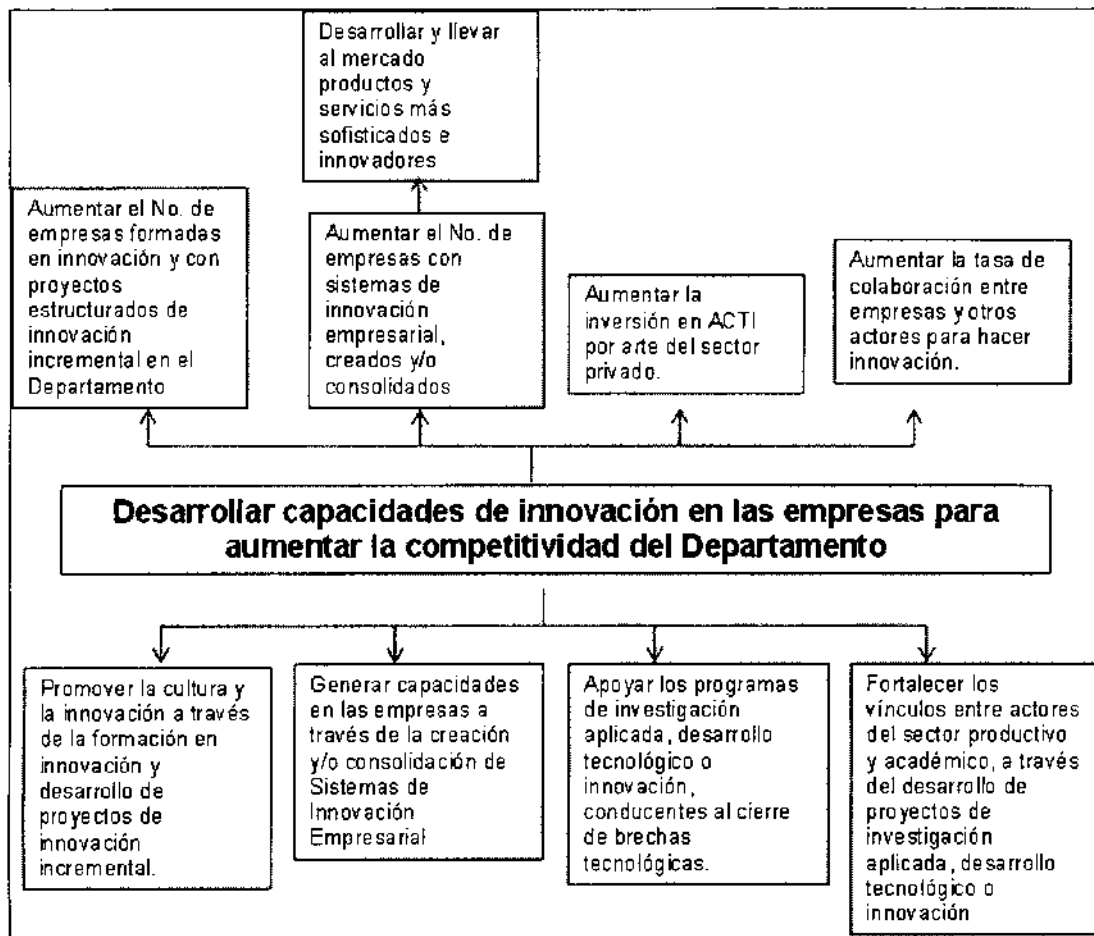 Desarrollar y llevar
al mercado
productos y
servicios más
sofisticados e
innovadores
Aumentar el No. de
empresas formadas
en innovación y con
proyectos
estructurados de
innovación
incremental en el
Departamento
Aumentar el No. de
empresas con
sistemas de
innovación
empresarial,
creados y/o
consolidados
Aumentar la
inversión en ACTI
por arte del sector
privado.
Aumentar la tasa de
colaboración entre
empresas y otros
actores para hacer
innovación.
Desarrollar capacidades de innovación en las empresas para
aumentar la competitividad del Departamento
Promover la cultura y
la innovación a través
de la formación en
innovación y
desarrollo de
proyectos de
innovación
incremental.
Generar capacidades
en las empresas a
través de la creación
y/o consolidación de
Sistemas de
Innovación
Empresarial
Apoyar los programas
de investigación
aplicada, desarrollo
tecnológico o
innovación,
conducentes al cierre
de brechas
tecnológicas.
Fortalecer los
vínculos entre actores
del sector productivo
y académico, a través
del desarrollo de
proyectos de
investigación
aplicada, desarrollo
tecnológico o
innovación